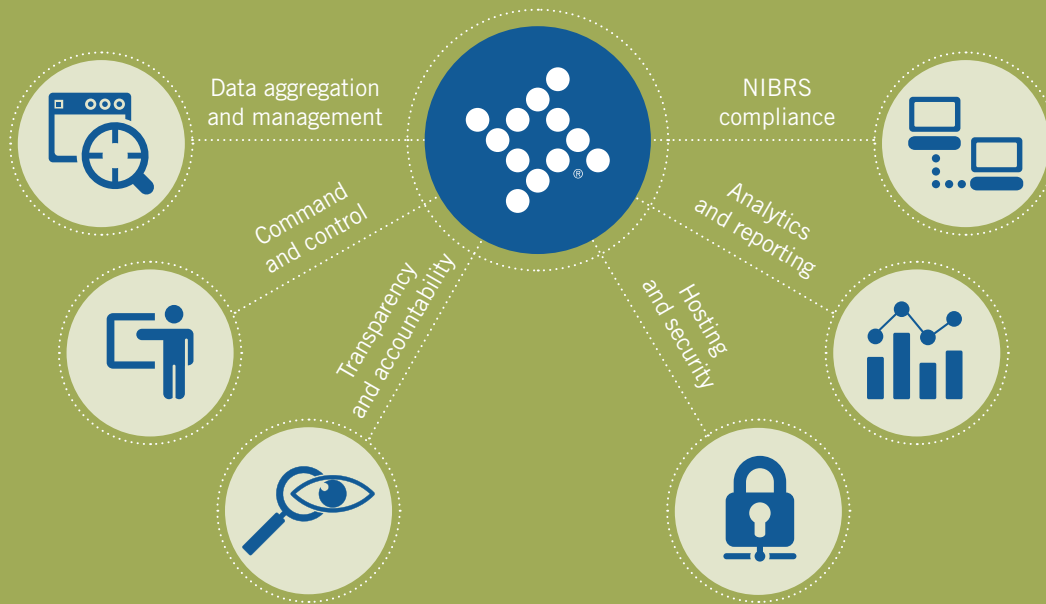 Data aggregation
and management
NIBRS
compliance
Command
and control
Analytics
and reporting
Transparency
and accountability
Hosting
and security
®